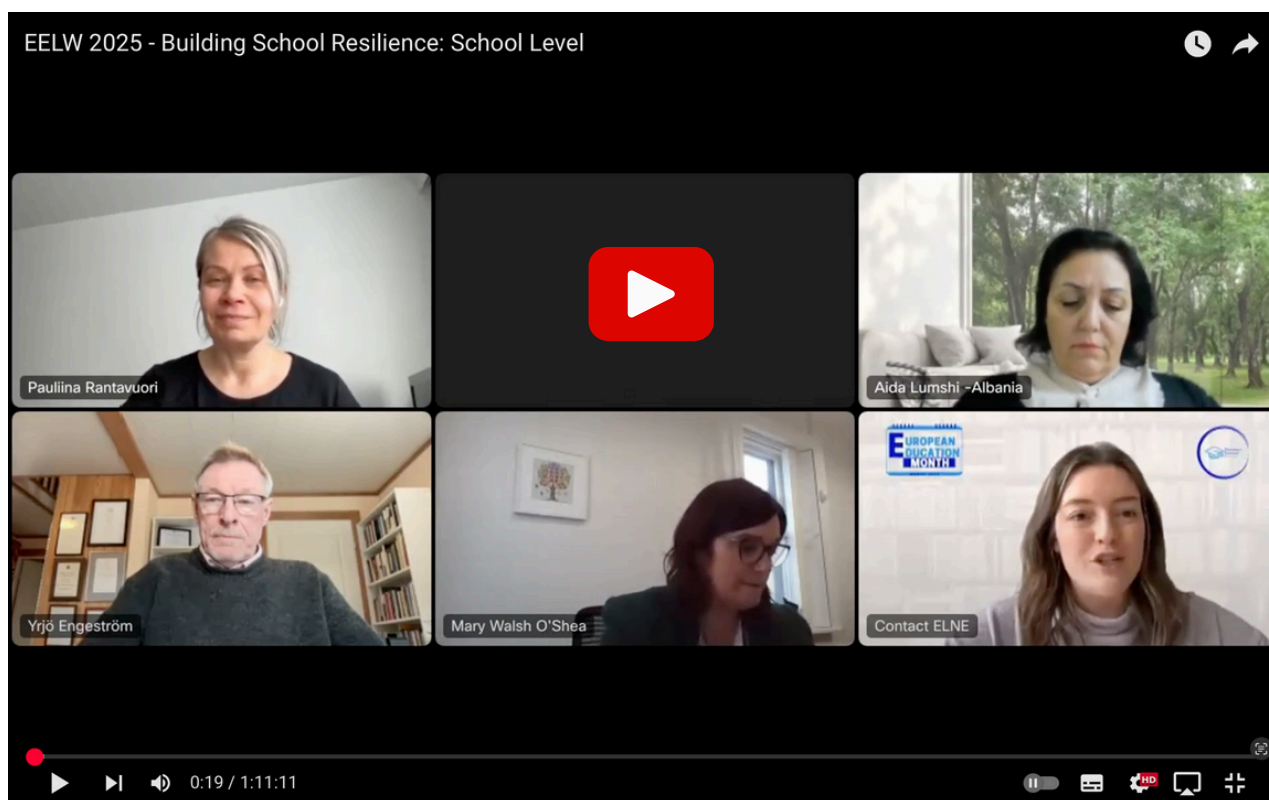 EELW 2025 - Building School Resilience: School Level
Pauliina Rantavuori
Aida Lumshi -Albania
EUROPEAN
EDUCATION
MONTH
Yrjö Engeström
Mary Walsh O'Shea
Contact ELNE
0:19 / 1:11:11
HD